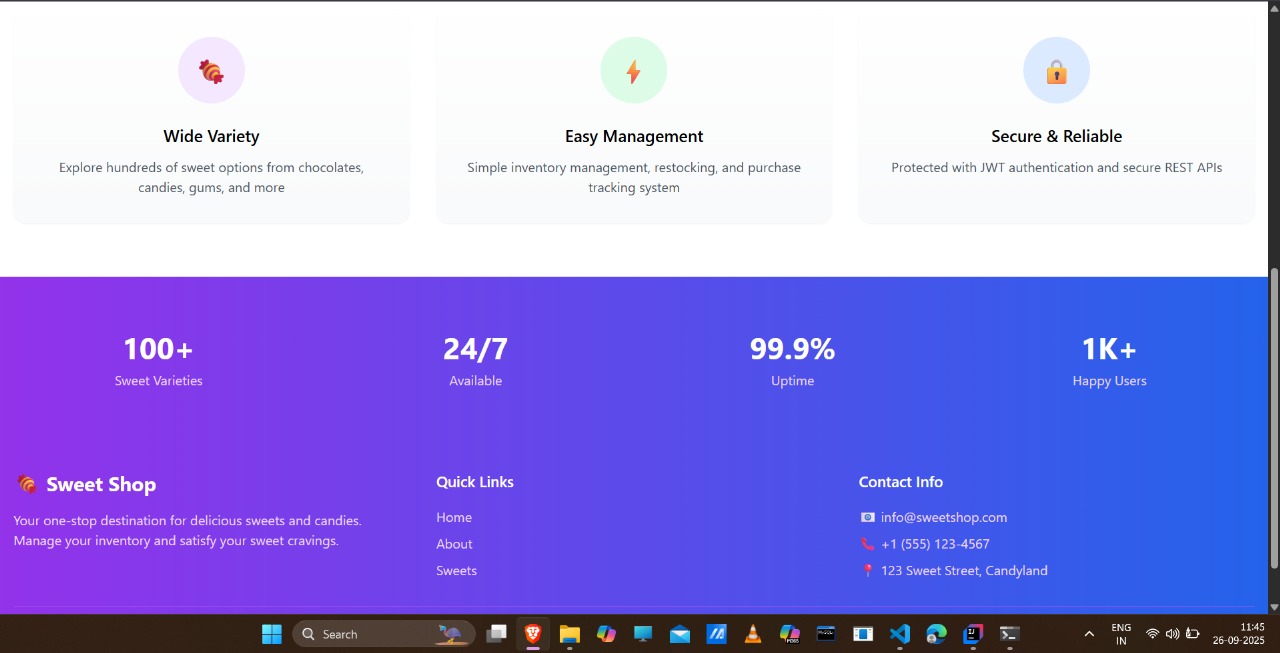 Wide Variety
Explore hundreds of sweet options from chocolates,
candies, gums, and more
Easy Management
Simple inventory management, restocking, and purchase
tracking system
Secure & Reliable
Protected with JWT authentication and secure REST APIs
100+
Sweet Varieties
24/7
Available
99.9%
Uptime
1K+
Happy Users
Sweet Shop
Your one-stop destination for delicious sweets and candies.
Manage your inventory and satisfy your sweet cravings.
Quick Links
Home
About
Sweets
Contact Info
info@sweetshop.com
+1 (555) 123-4567
123 Sweet Street, Candyland
Search
ENG
IN
11:45
26-09-2025